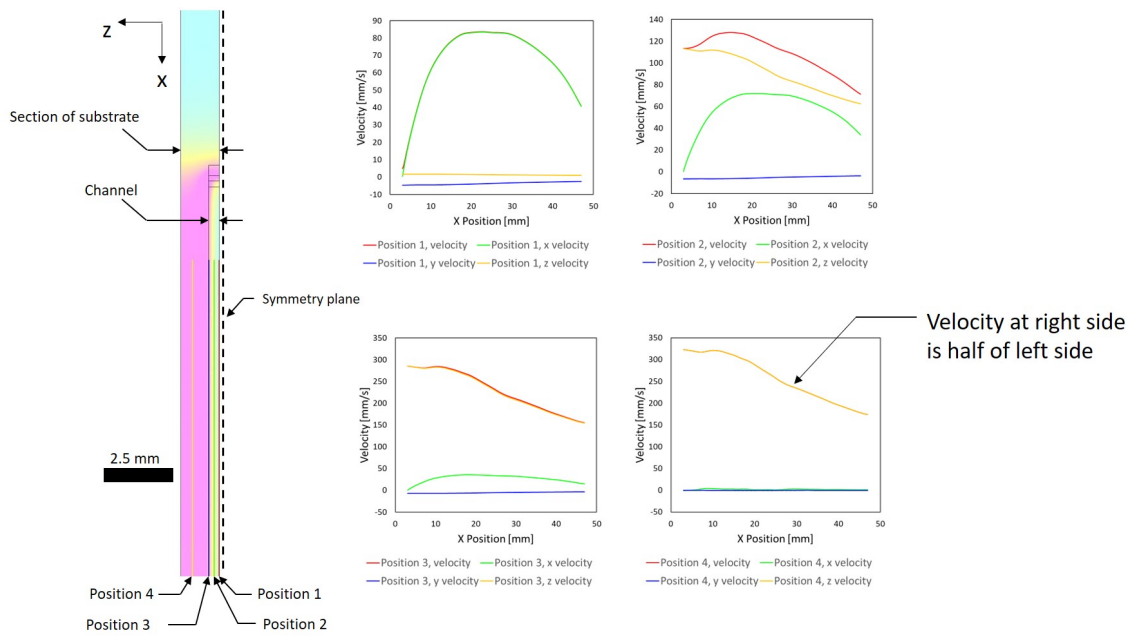 Z
X
Section of substrate
Channel
Symmetry plane
2.5 mm
Position 4
Position 1
Position 3
Position 2
90
80
70
60
50
40
30
20
10
0
-10
Velocity [mm/s]
0 10 20 30 40 50
X Position [mm]
Position 1, velocity Position 1, x velocity
Position 1, y velocity Position 1, z velocity
140
120
100
80
60
40
20
0
-20
Velocity [mm/s]
0 10 20 30 40 50
X Position [mm]
Position 2, velocity Position 2, x velocity
Position 2, y velocity Position 2, z velocity
350
300
250
200
150
100
50
0
-50
Velocity [mm/s]
0 10 20 30 40 50
X Position [mm]
Position 3, velocity Position 3, x velocity
Position 3, y velocity Position 3, z velocity
350
300
250
200
150
100
50
0
-50
Velocity [mm/s]
0 10 20 30 40 50
X Position [mm]
Position 4, velocity Position 4, x velocity
Position 4, y velocity Position 4, z velocity
Velocity at right side
is half of left side